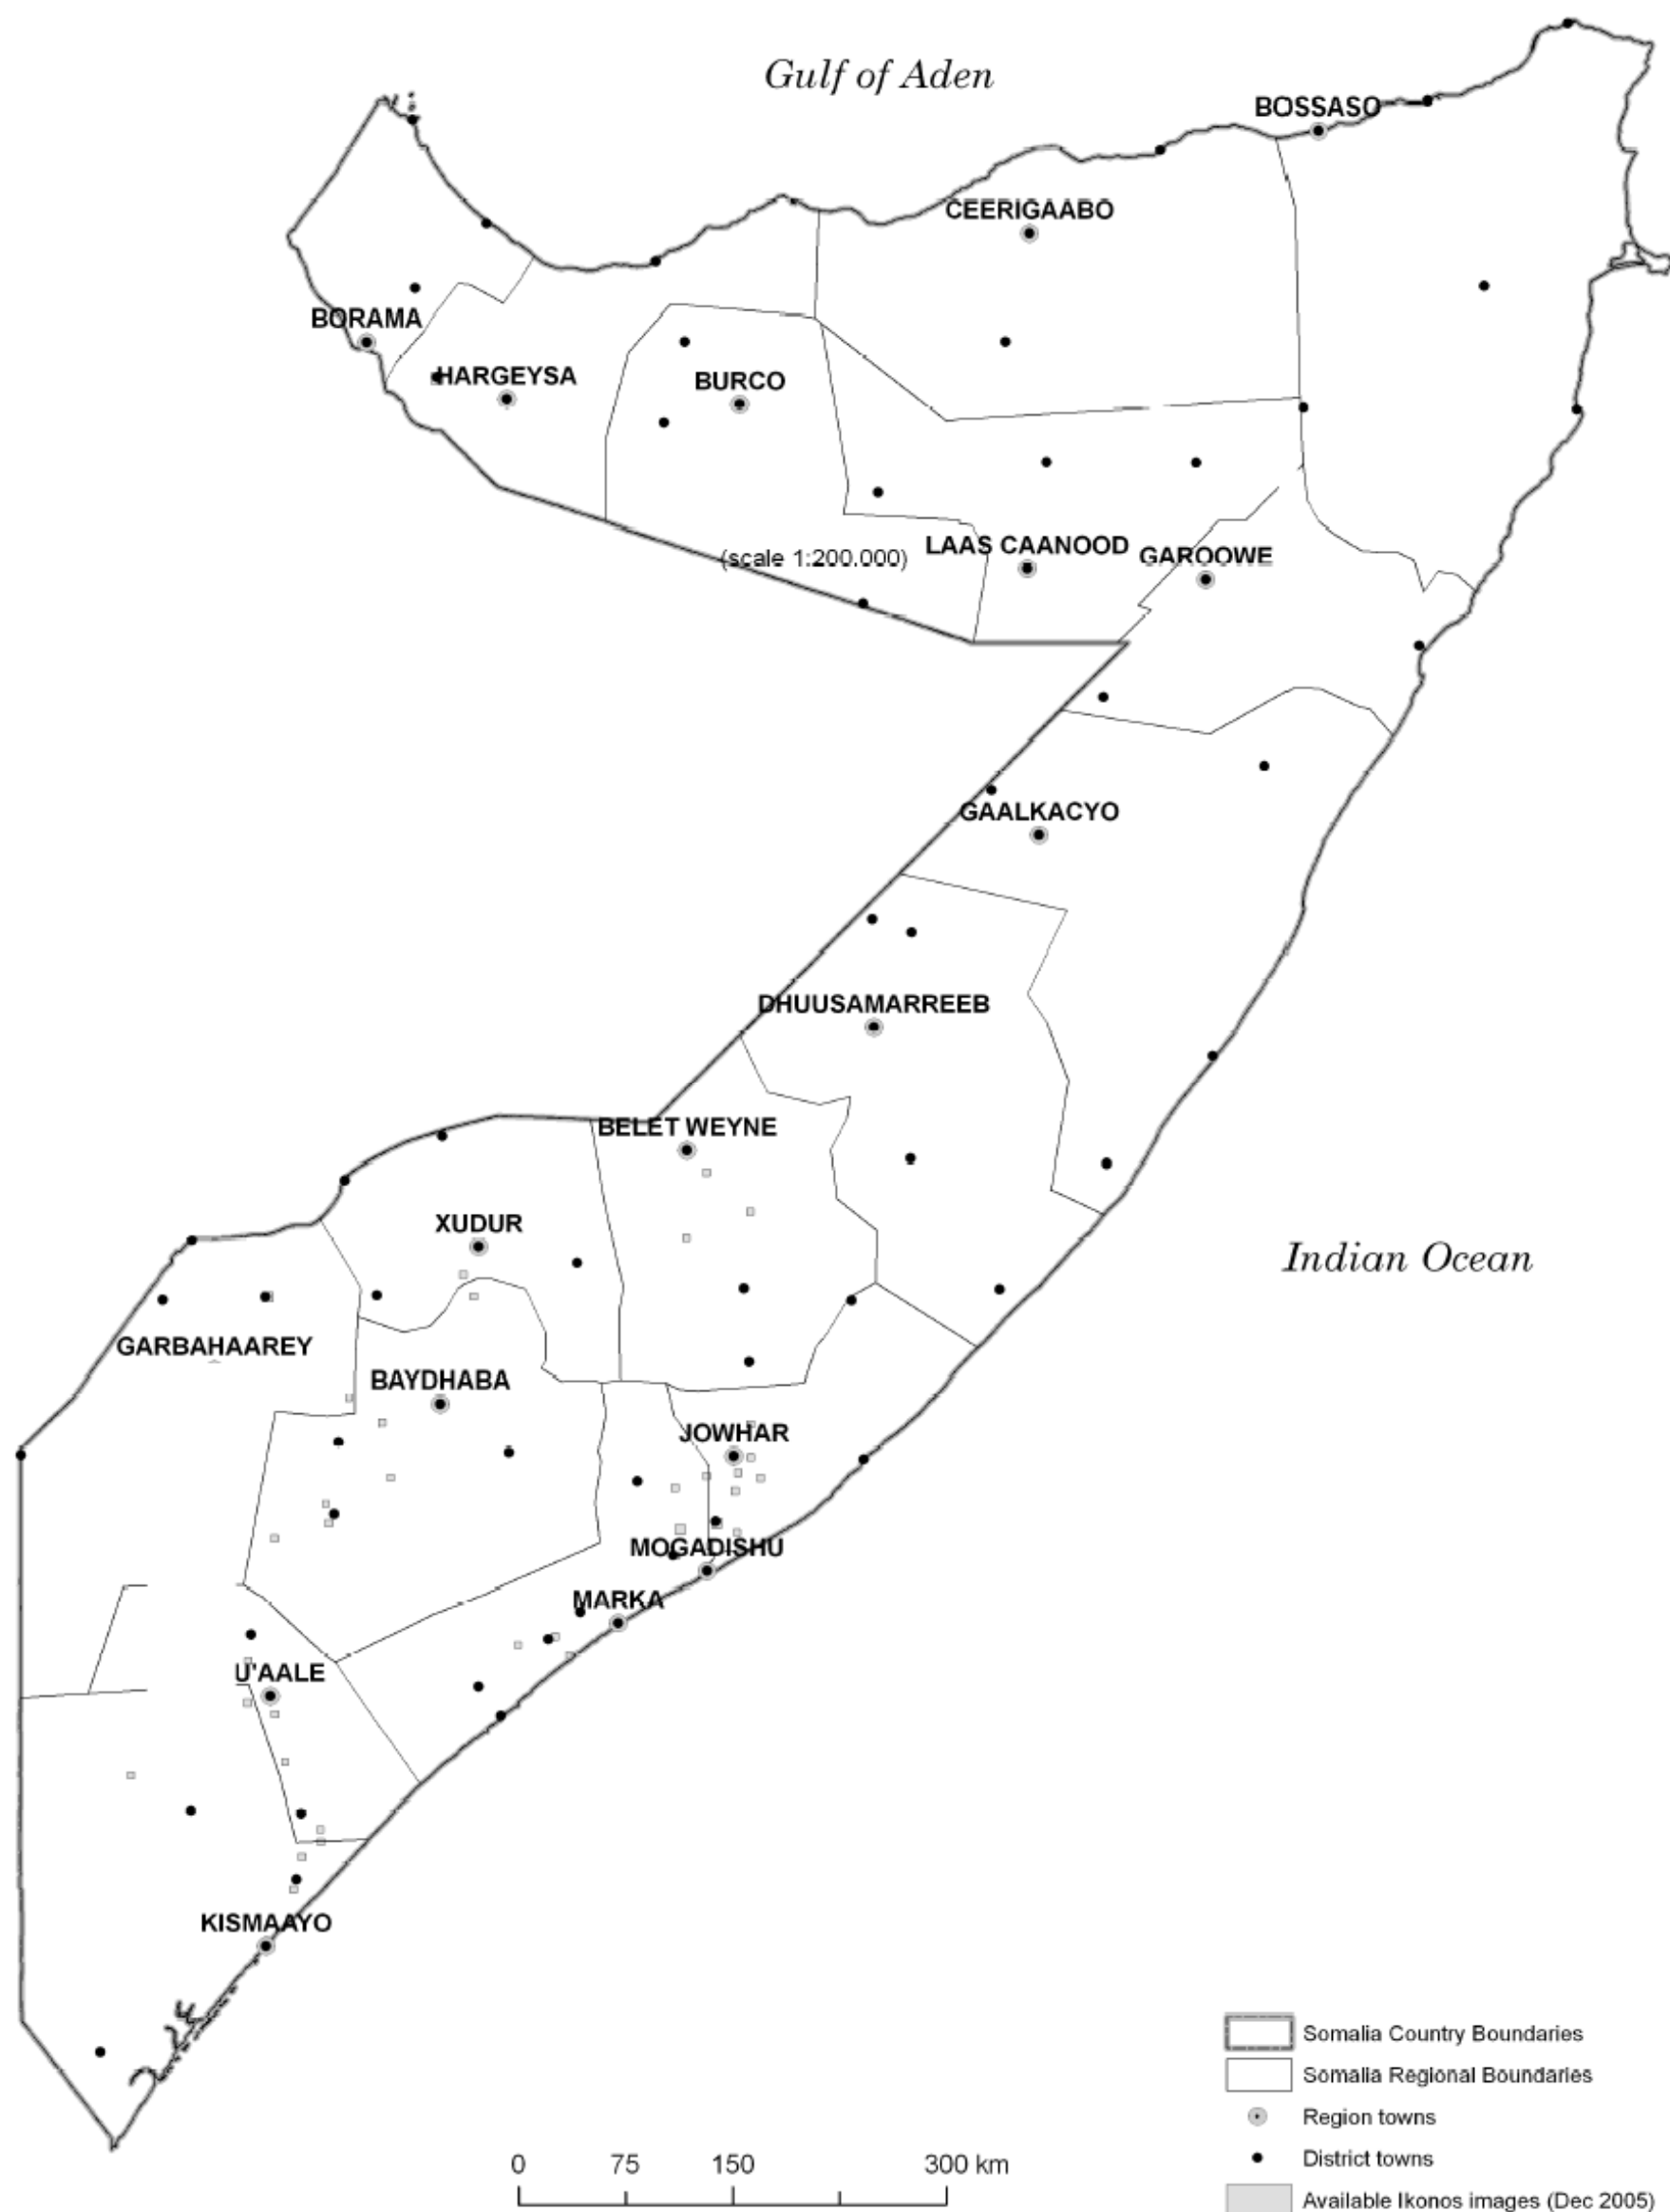 Gulf of Aden
BOSSASO
CEERIGAABO
BORAMA
HARGEYSA
BURCO
LAAS CAANOOD
GAROOWE
(scale 1:200.000)
GAALKACYO
DHUUSAMARREEB
BELET WEYNE
XUDUR
Indian Ocean
GARBAHAAREY
BAYDHABA
JOWHAR
MOGADISHU
MARKA
U'AALE
KISMAAYO
Somalia Country Boundaries
Somalia Regional Boundaries
Region towns
District towns
Available Ikonos images (Dec 2005)
0 75 150 300 km